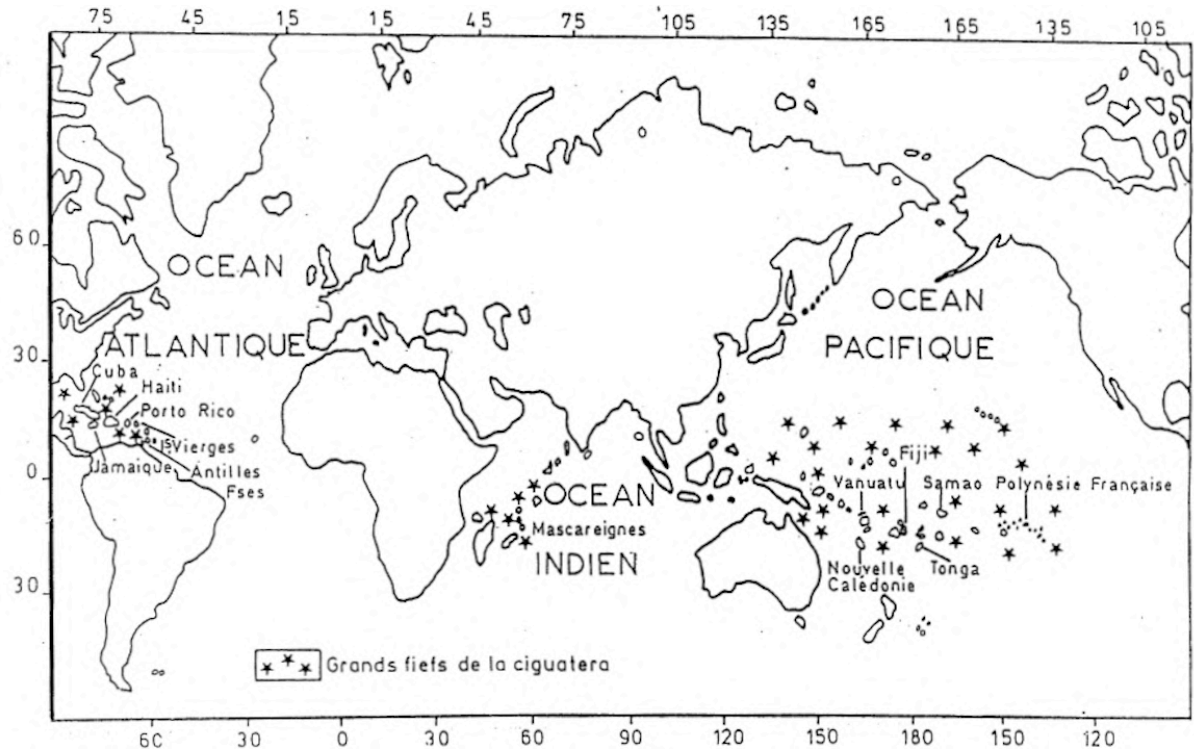 75 45 15 15 45 75 105 135 165 165 135 105
60
OCEAN
OCEAN
ATLANTIQUE
PACIFIQUE
30
Cuba
Haiti
Porto Rico
Is Vierges
Jamaique
Antilles
Fses
Fiji
0
OCEAN
Vanuatu
Samao
Polynésie Française
Mascareignes
INDIEN
Nouvelle
Calédonie
Tonga
30
Grands fiefs de la ciguatera
6C 30 0 30 60 90 120 150 180 150 120